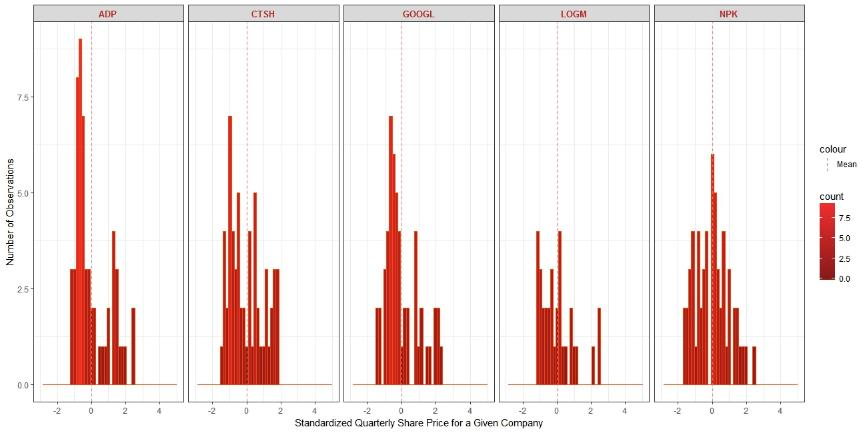 ADP CTSH GOOGL LOGM NPK
Number of Obserwations
7.5
5.0
2.5
0.0
-2 0 2 4 -2 0 2 4 -2 0 2 4 -2 0 2 4 -2 0 2 4
Standardized Quarterly Share Price for a Given Company
colour
Mean
count
7.5
5.0
2.5
0.0